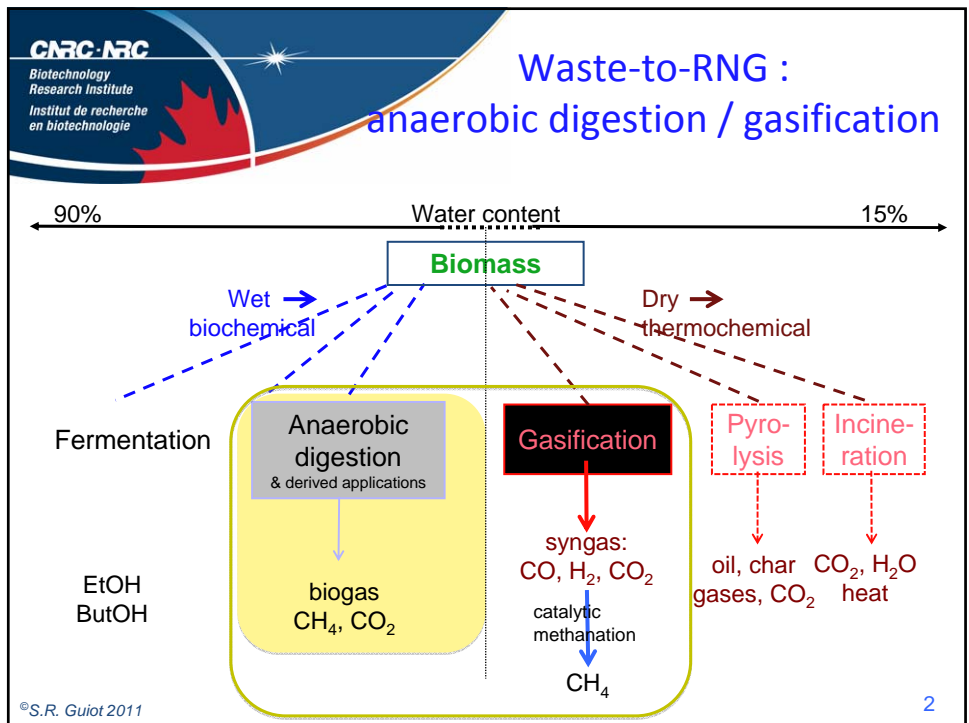 CNRC·NRC
Biotechnology
Research Institute
Institut de recherche
en biotechnologie
Waste-to-RNG :
anaerobic digestion / gasification
90%
Water content
15%
Biomass
Wet
biochemical
Dry
thermochemical
Fermentation
Anaerobic
digestion
& derived applications
Gasification
Pyro-
lysis
Incine-
ration
EtOH
ButOH
biogas
CH₄, CO₂
syngas:
CO, H₂, CO₂
catalytic
methanation
CH₄
oil, char
gases, CO₂
CO₂, H₂O
heat
©S.R. Guiot 2011
2